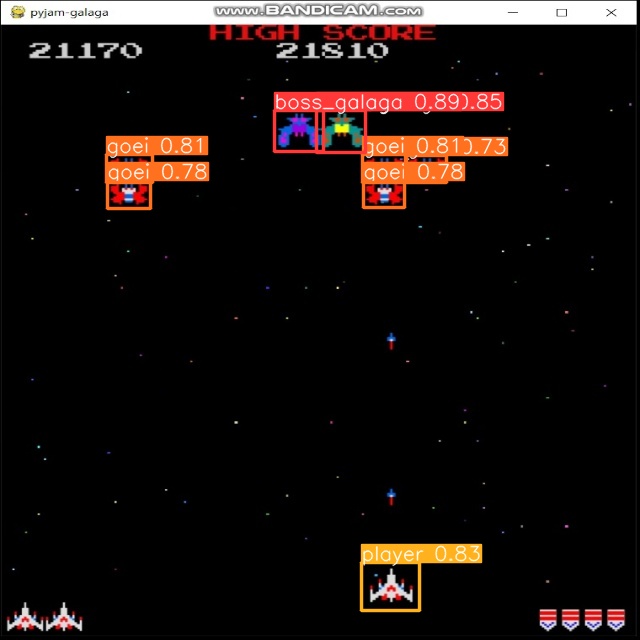 pyjam-galaga
www.BANDICAM.com
HIGH SCORE
21170 21810
boss_galaga 0.89 0.85
goei 0.81 goei 0.81 0.73
goei 0.78 goei 0.78
player 0.83